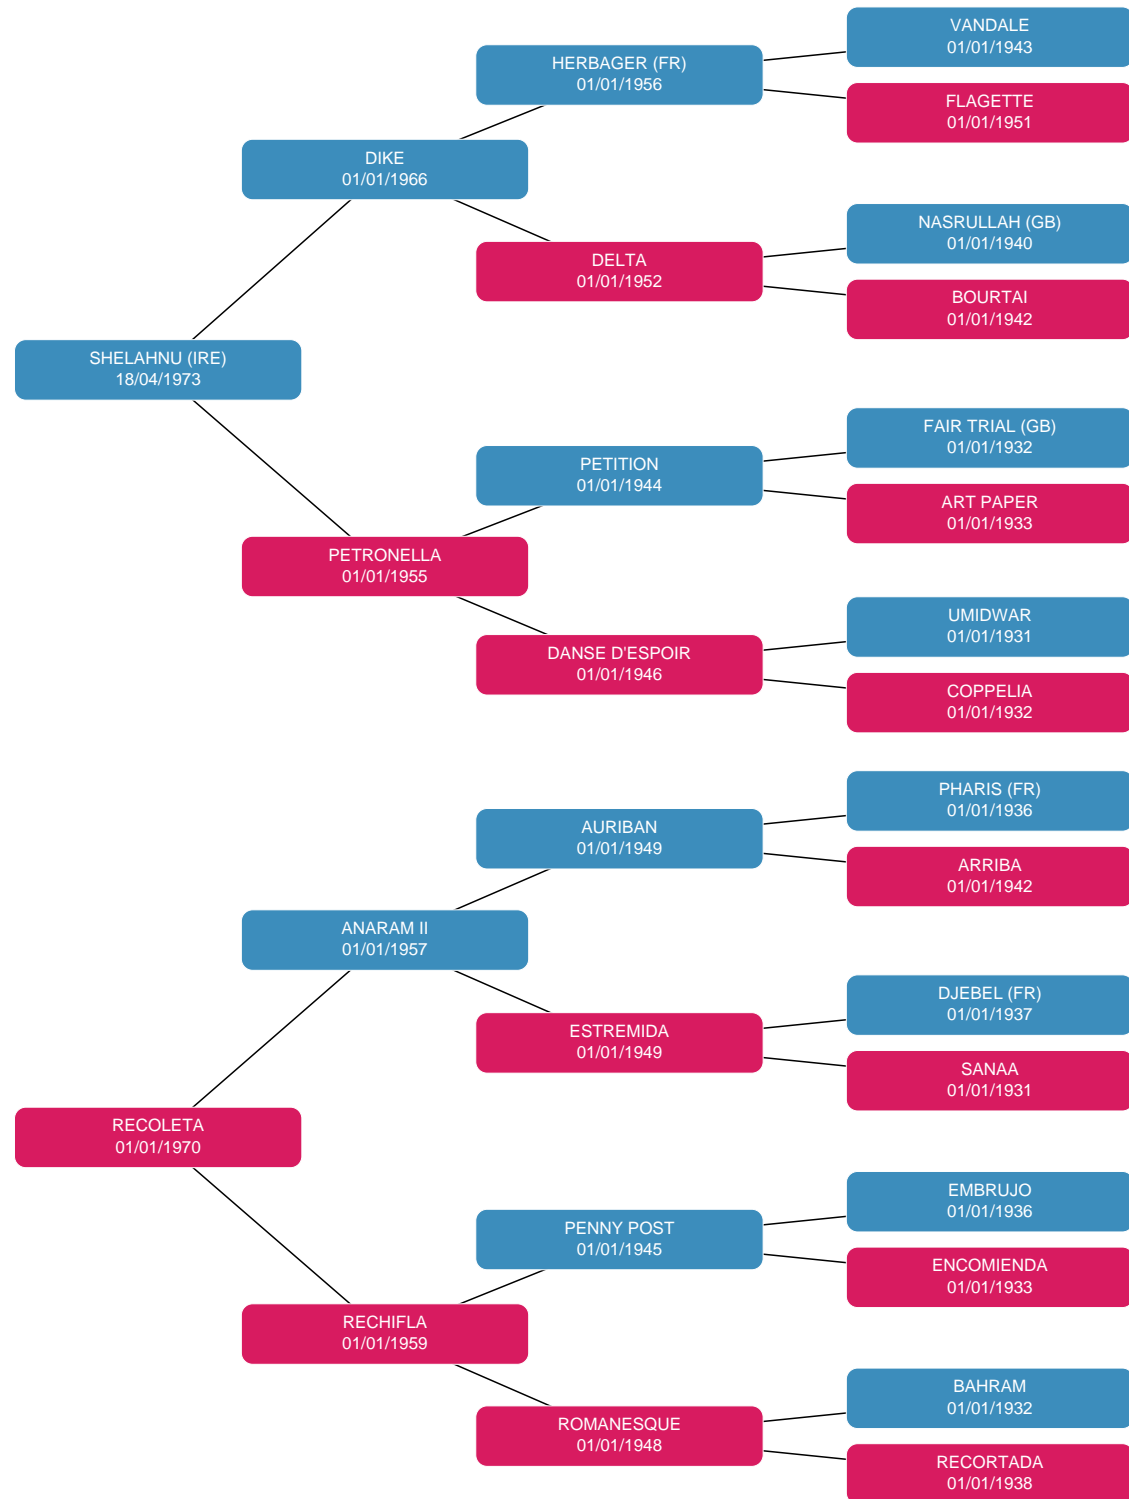 VANDALE
01/01/1943
HERBAGER (FR)
01/01/1956
FLAGETTE
01/01/1951
DIKE
01/01/1966
NASRULLAH (GB)
01/01/1940
DELTA
01/01/1952
BOURTAI
01/01/1942
SHELAHNU (IRE)
18/04/1973
FAIR TRIAL (GB)
01/01/1932
PETITION
01/01/1944
ART PAPER
01/01/1933
PETRONELLA
01/01/1955
UMIDWAR
01/01/1931
DANSE D'ESPOIR
01/01/1946
COPPELIA
01/01/1932
PHARIS (FR)
01/01/1936
AURIBAN
01/01/1949
ARRIBA
01/01/1942
ANARAM II
01/01/1957
DJEBEL (FR)
01/01/1937
ESTREMIDA
01/01/1949
SANAA
01/01/1931
RECOLETA
01/01/1970
EMBRUJO
01/01/1936
PENNY POST
01/01/1945
ENCOMIENDA
01/01/1933
RECHIFLA
01/01/1959
BAHRAM
01/01/1932
ROMANESQUE
01/01/1948
RECORTADA
01/01/1938